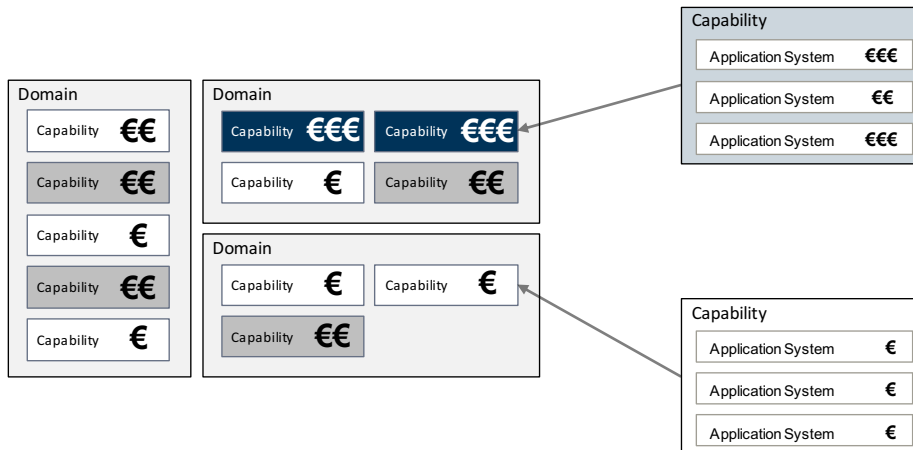 Domain
Capability €€
Capability €€
Capability €
Capability €€
Capability €
Domain
Capability €€€ Capability €€€
Capability € Capability €€
Domain
Capability € Capability €
Capability €€
Capability
Application System €€€
Application System €€
Application System €€€
Capability
Application System €
Application System €
Application System €